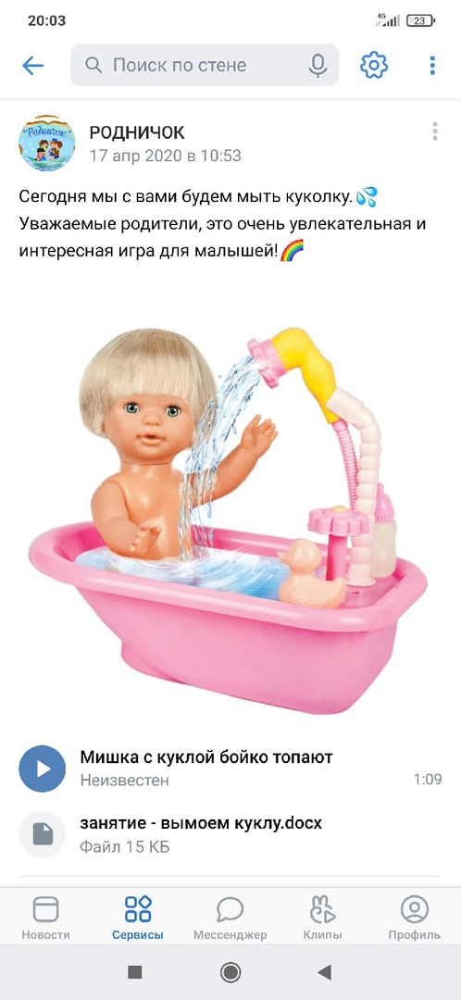 20:03
4G
23
Поиск по стене
Родничок
РОДНИЧОК
17 апр 2020 в 10:53
Сегодня мы с вами будем мыть куколку.💦
Уважаемые родители, это очень увлекательная и
интересная игра для малышей!🌈
Мишка с куклой бойко топают
Неизвестен
1:09
занятие - вымоем куклу.docx
Файл 15 КБ
Новости
Сервисы
Мессенджер
Клипы
Профиль